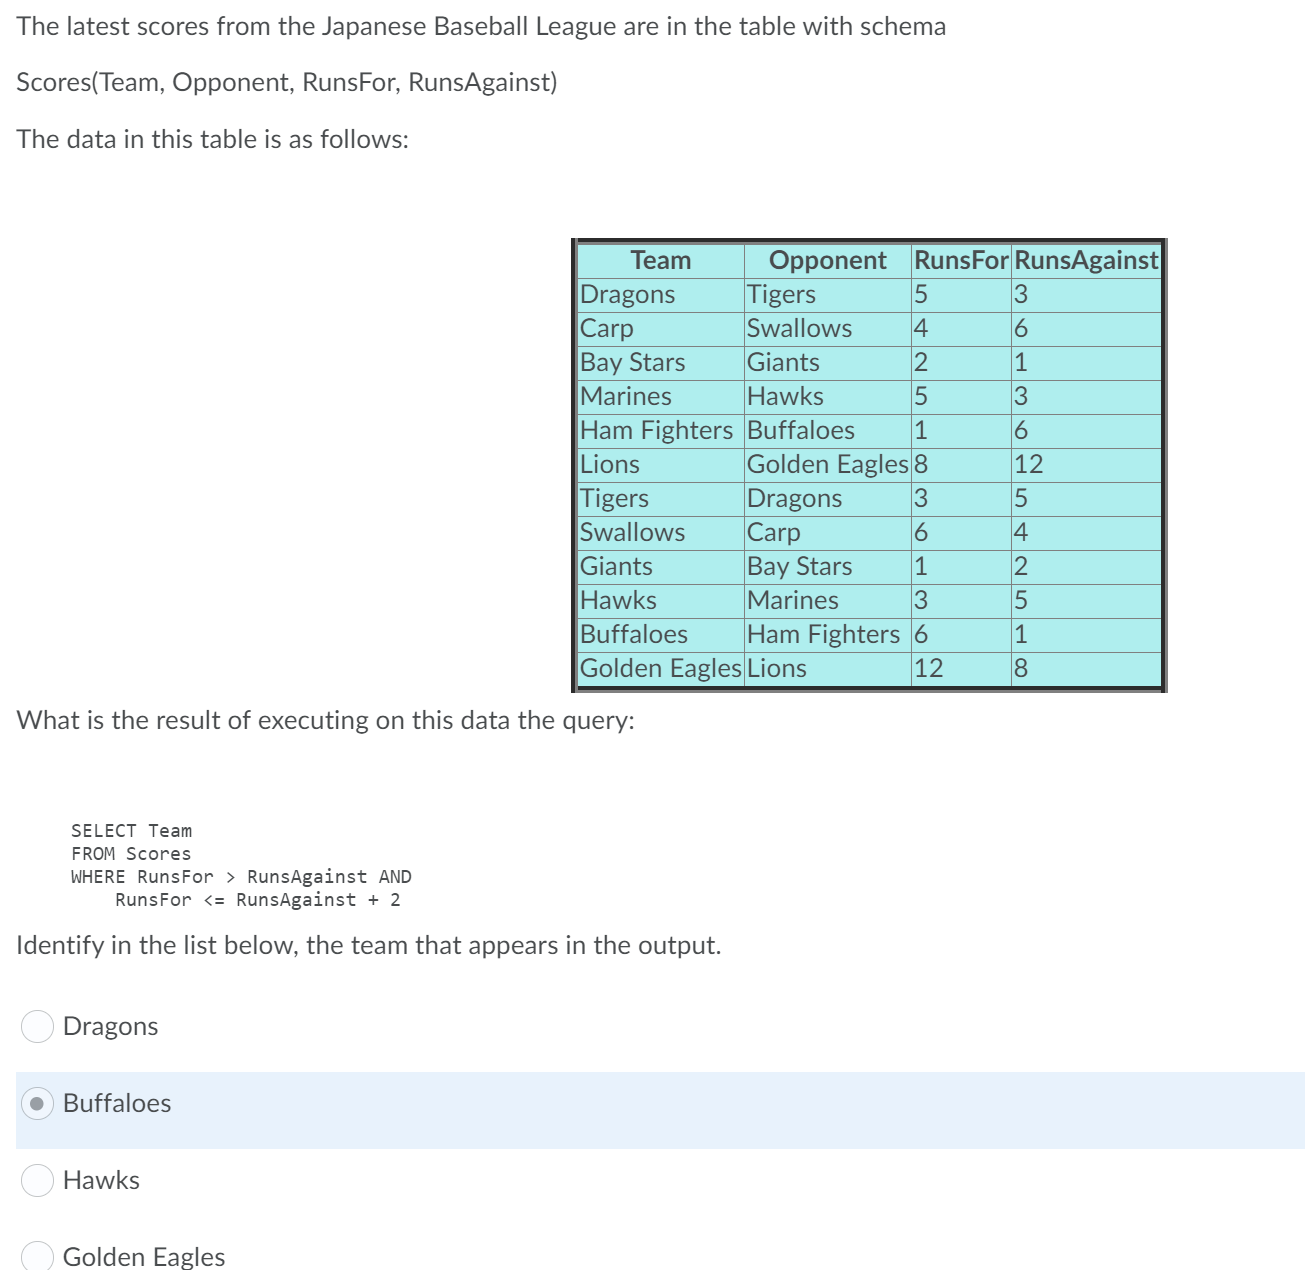 The latest scores from the Japanese Baseball League are in the table with schema
Scores(Team, Opponent, RunsFor, RunsAgainst)
The data in this table is as follows:
Team Opponent RunsFor RunsAgainst
Dragons Tigers 5 3
Carp Swallows 4 6
Bay Stars Giants 2 1
Marines Hawks 5 3
Ham Fighters Buffaloes 1 6
Lions Golden Eagles 8 12
Tigers Dragons 3 5
Swallows Carp 6 4
Giants Bay Stars 1 2
Hawks Marines 3 5
Buffaloes Ham Fighters 6 1
Golden Eagles Lions 12 8
What is the result of executing on this data the query:
SELECT Team
FROM Scores
WHERE RunsFor > RunsAgainst AND
RunsFor <= RunsAgainst + 2
Identify in the list below, the team that appears in the output.
Dragons
Buffaloes
Hawks
Golden Eagles